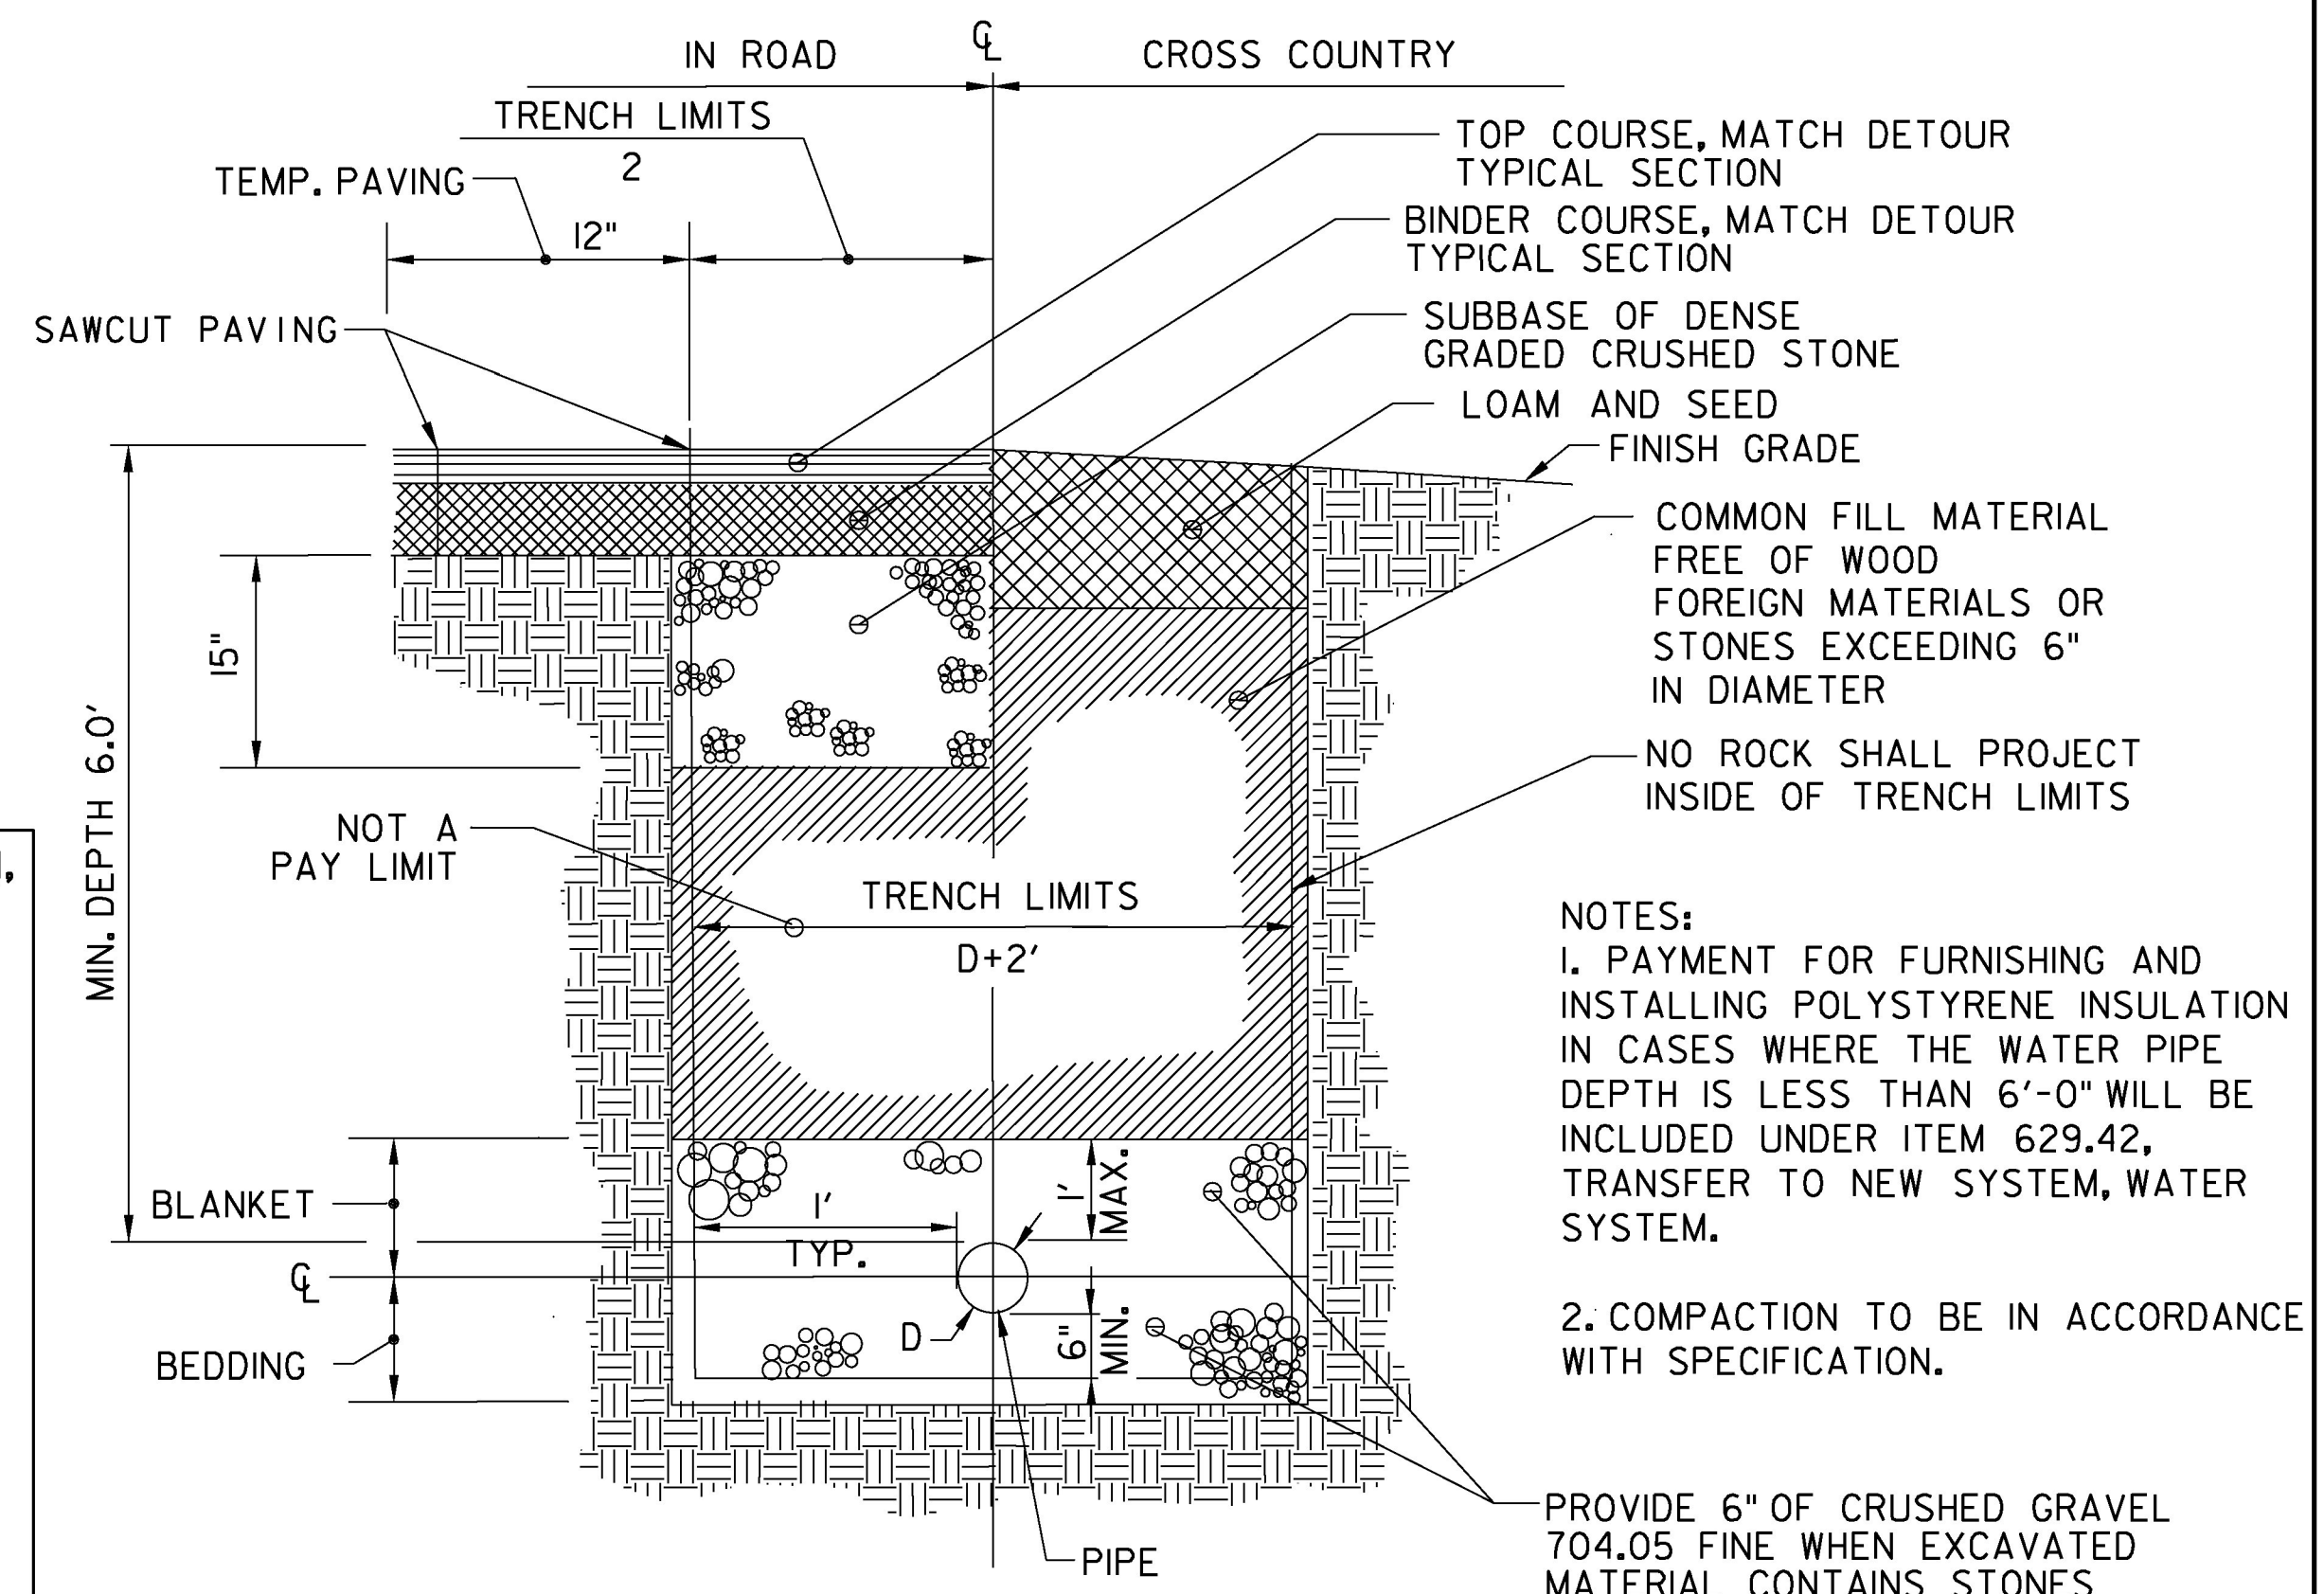 IN ROAD
CL
CROSS COUNTRY
TRENCH LIMITS
2
TEMP. PAVING
12"
SAWCUT PAVING
TOP COURSE, MATCH DETOUR
TYPICAL SECTION
BINDER COURSE, MATCH DETOUR
TYPICAL SECTION
SUBBASE OF DENSE
GRADED CRUSHED STONE
LOAM AND SEED
FINISH GRADE
COMMON FILL MATERIAL
FREE OF WOOD
FOREIGN MATERIALS OR
STONES EXCEEDING 6"
IN DIAMETER
15"
MIN. DEPTH 6.0'
NO ROCK SHALL PROJECT
INSIDE OF TRENCH LIMITS
NOT A
PAY LIMIT
TRENCH LIMITS
D+2'
NOTES:
1. PAYMENT FOR FURNISHING AND
INSTALLING POLYSTYRENE INSULATION
IN CASES WHERE THE WATER PIPE
DEPTH IS LESS THAN 6'-0" WILL BE
INCLUDED UNDER ITEM 629.42,
TRANSFER TO NEW SYSTEM, WATER
SYSTEM.
2. COMPACTION TO BE IN ACCORDANCE
WITH SPECIFICATION.
BLANKET
1'
TYP.
1'
MAX.
CL
BEDDING
D
6"
MIN.
PIPE
PROVIDE 6" OF CRUSHED GRAVEL
704.05 FINE WHEN EXCAVATED
MATERIAL CONTAINS STONES